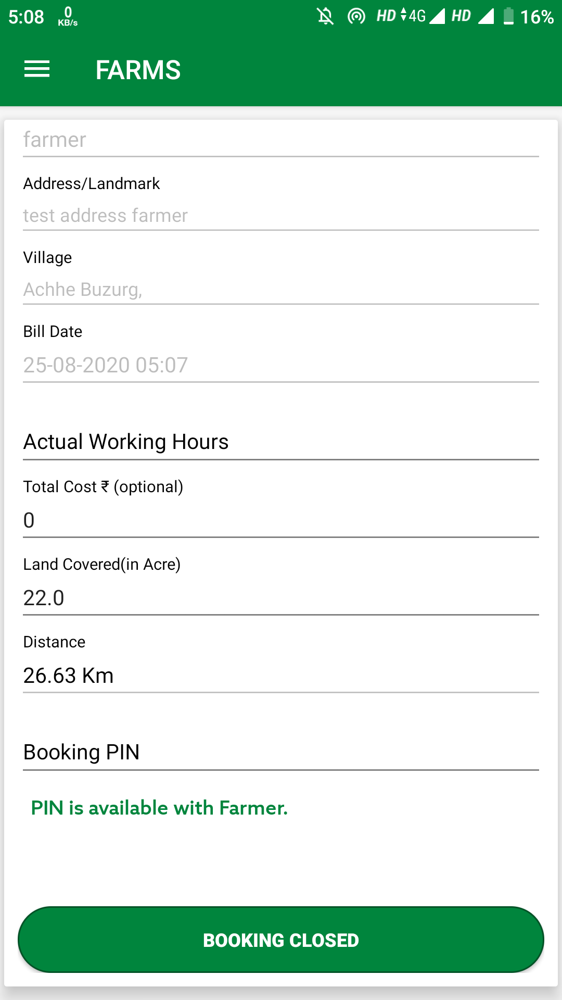 5:08 0 KB/s HD 4G HD 16%
FARMS
farmer
Address/Landmark
test address farmer
Village
Achhe Buzurg,
Bill Date
25-08-2020 05:07
Actual Working Hours
Total Cost ₹ (optional)
0
Land Covered(in Acre)
22.0
Distance
26.63 Km
Booking PIN
PIN is available with Farmer.
BOOKING CLOSED